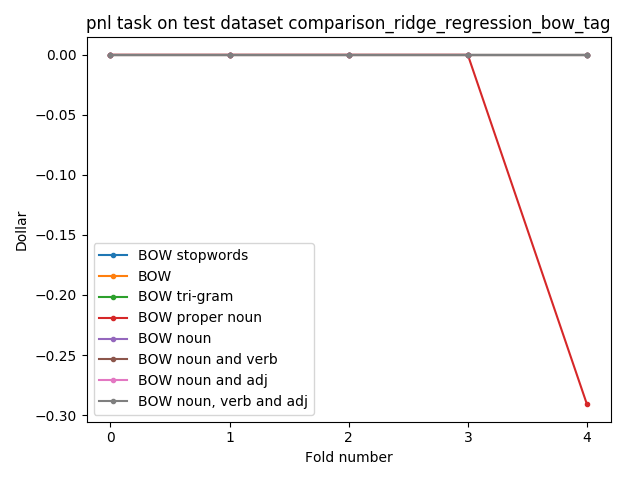 pnl task on test dataset comparison_ridge_regression_bow_tag
0.00
−0.05
−0.10
−0.15
−0.20
−0.25
−0.30
Dollar
BOW stopwords
BOW
BOW tri-gram
BOW proper noun
BOW noun
BOW noun and verb
BOW noun and adj
BOW noun, verb and adj
0 1 2 3 4
Fold number